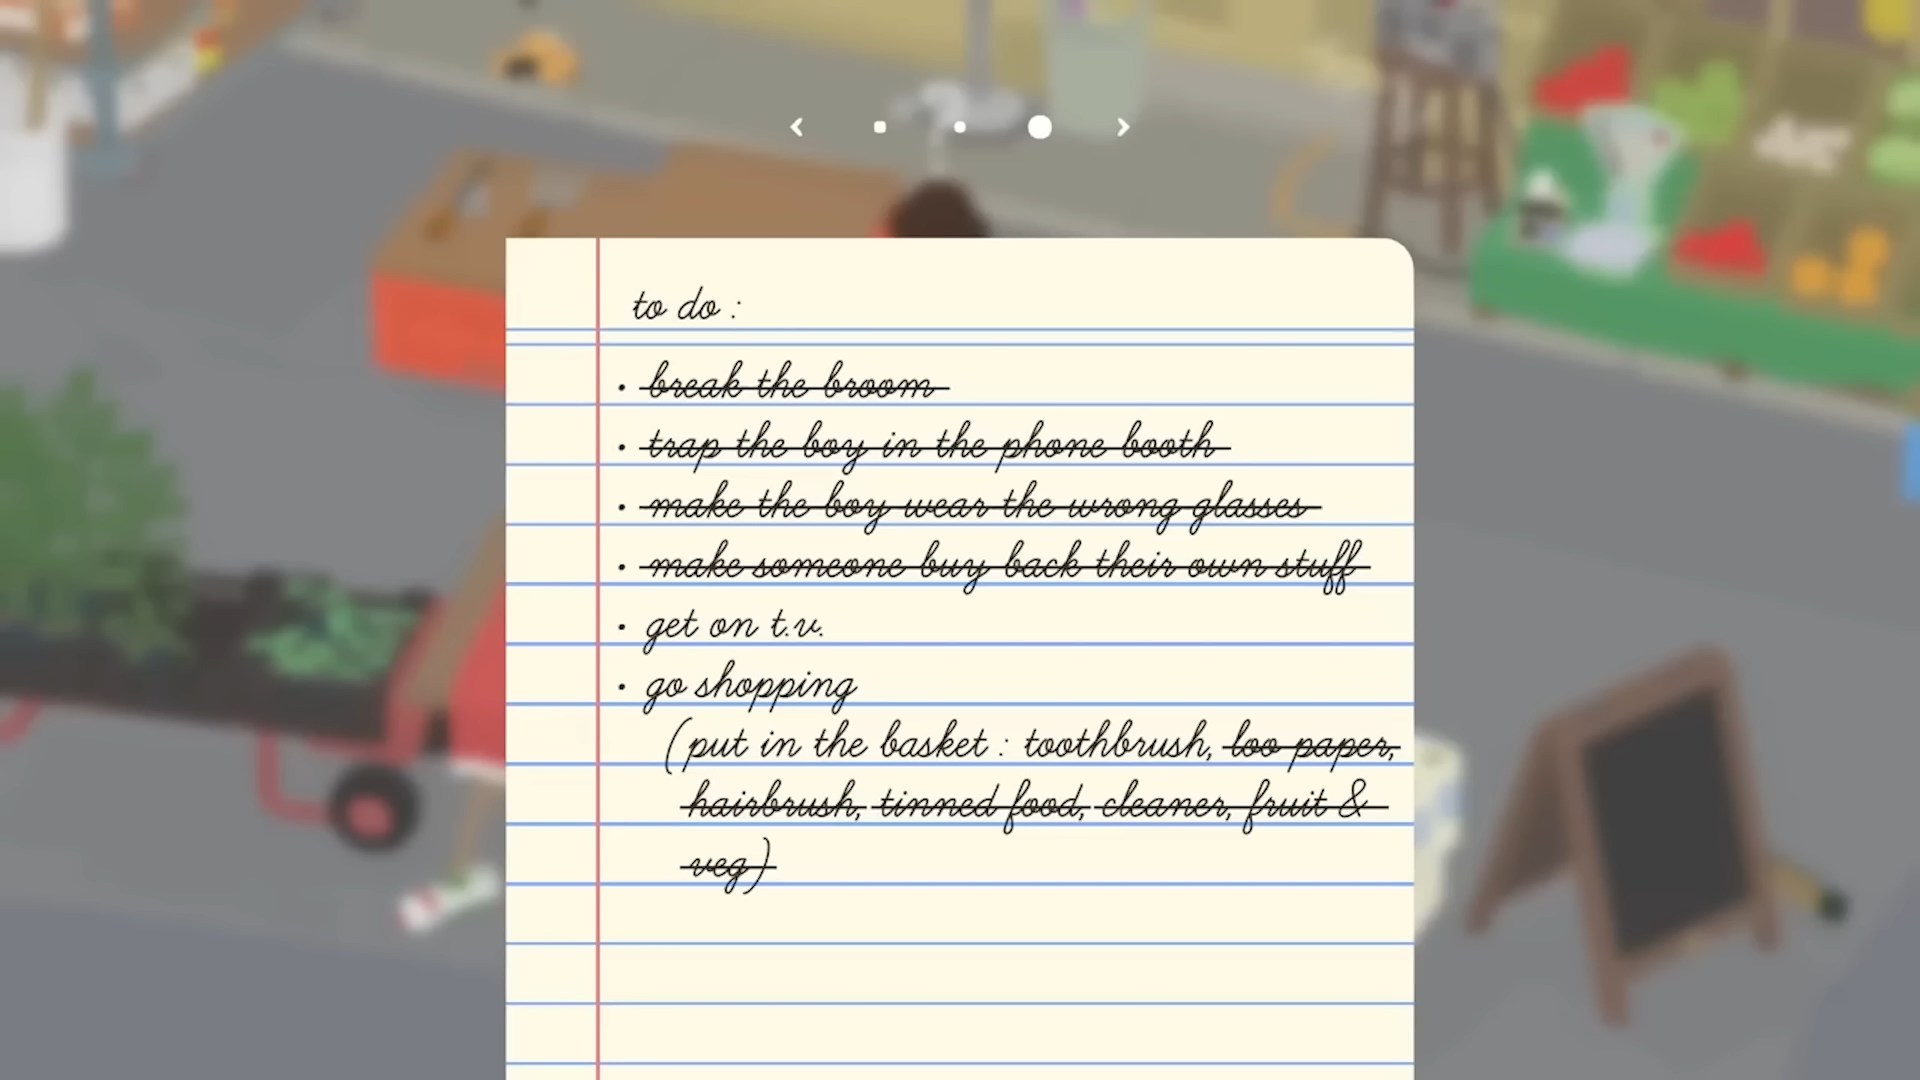 to do :
• break the broom
• trap the boy in the phone booth
• make the boy wear the wrong glasses
• make someone buy back their own stuff
• get on t.v.
• go shopping
(put in the basket : toothbrush, loo paper,
hairbrush, tinned food, cleaner, fruit &
veg)